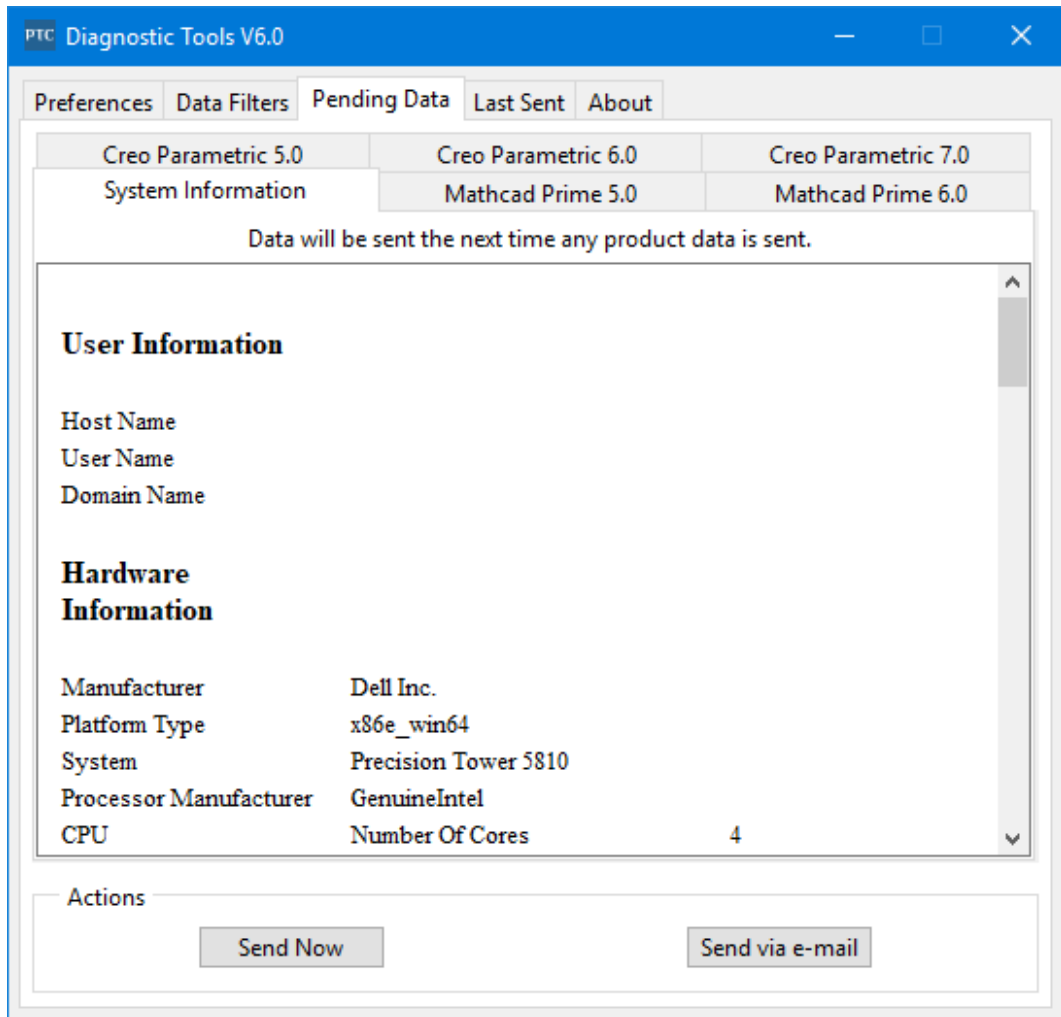 PTC Diagnostic Tools V6.0
Preferences Data Filters Pending Data Last Sent About
Creo Parametric 5.0 Creo Parametric 6.0 Creo Parametric 7.0
System Information Mathcad Prime 5.0 Mathcad Prime 6.0
Data will be sent the next time any product data is sent.
User Information
Host Name
User Name
Domain Name
Hardware
Information
Manufacturer Dell Inc.
Platform Type x86e_win64
System Precision Tower 5810
Processor Manufacturer GenuineIntel
CPU Number Of Cores 4
Actions
Send Now Send via e-mail